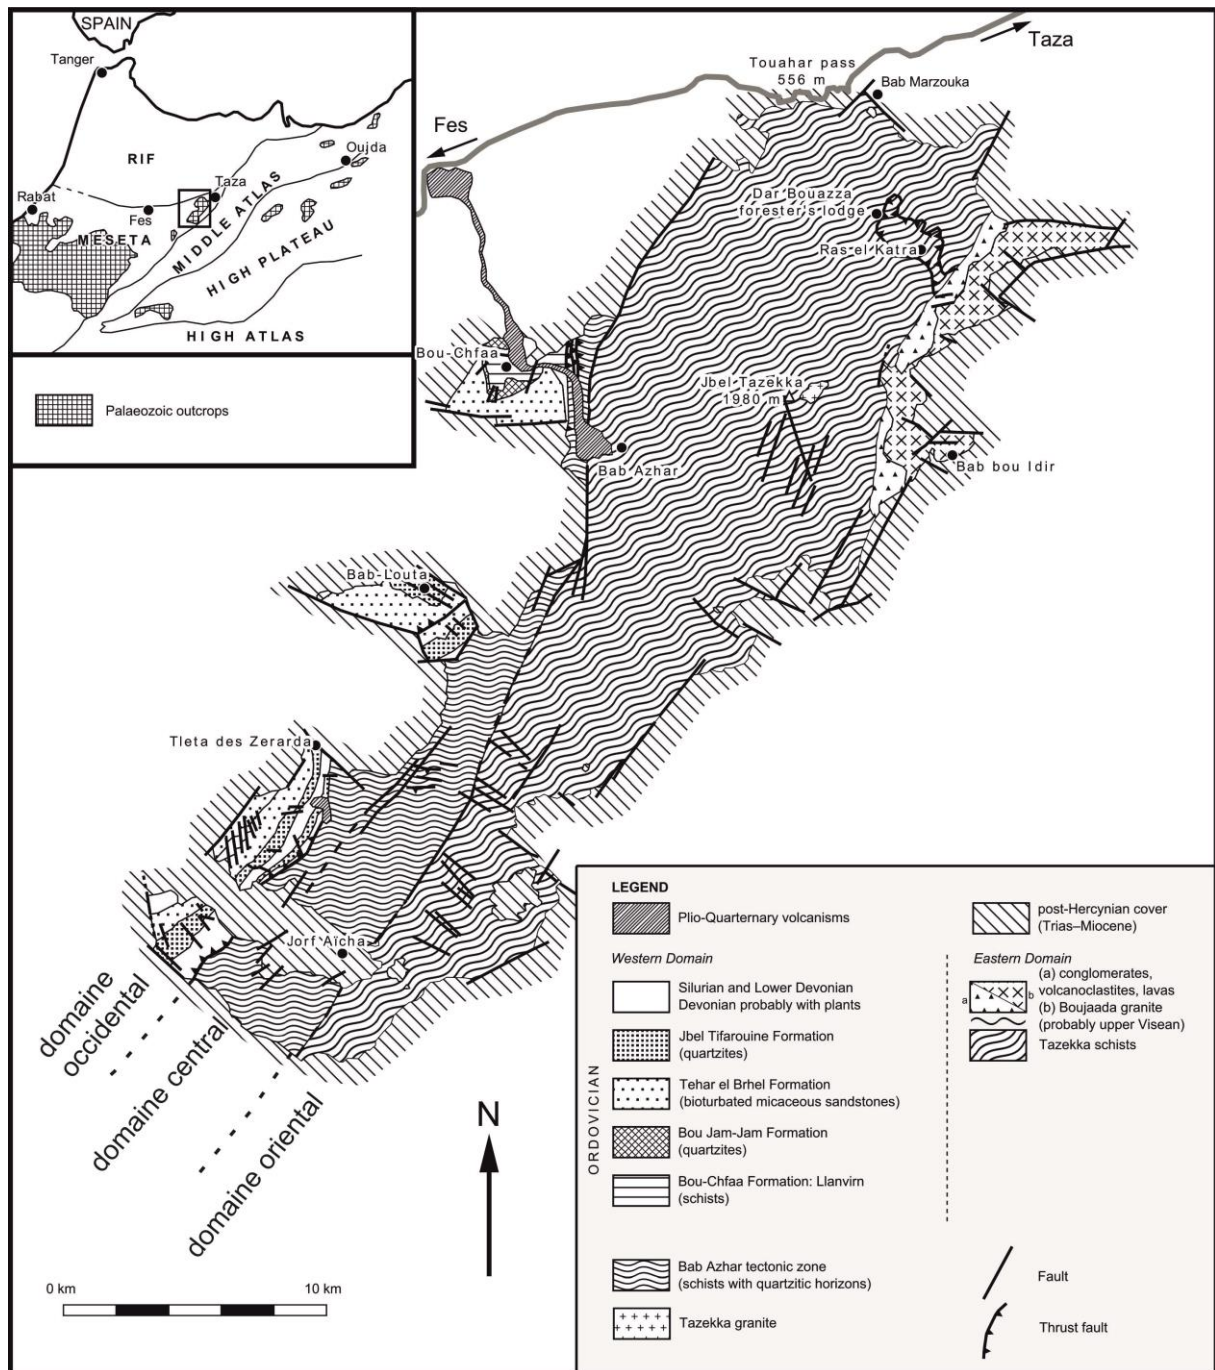 SPAIN
Tanger
RIF
Oujda
Rabat
Taza
Fes
MESETA
MIDDLE ATLAS
HIGH PLATEAU
HIGH ATLAS
Palaeozoic outcrops
Taza
Touahar pass
556 m
Bab Marzouka
Fes
Dar Bouazza
forester's lodge
Ras el Katra
Bou-Chfaa
Jbel Tazekka
1980 m
Bab Azhar
Bab bou Idir
Bab-Louta
Tleta des Zerarda
Jorf Aïcha
domaine
occidental
domaine central
domaine oriental
N
0 km
10 km
LEGEND
Plio-Quarternary volcanisms
post-Hercynian cover
(Trias–Miocene)
Western Domain
Silurian and Lower Devonian
Devonian probably with plants
Jbel Tifarouine Formation
(quartzites)
Tehar el Brhel Formation
(bioturbated micaceous sandstones)
Bou Jam-Jam Formation
(quartzites)
Bou-Chfaa Formation: Llanvirn
(schists)
ORDOVICIAN
Eastern Domain
a
b
(a) conglomerates,
volcanoclastites, lavas
(b) Boujaada granite
(probably upper Visean)
Tazekka schists
Bab Azhar tectonic zone
(schists with quartzitic horizons)
Tazekka granite
Fault
Thrust fault